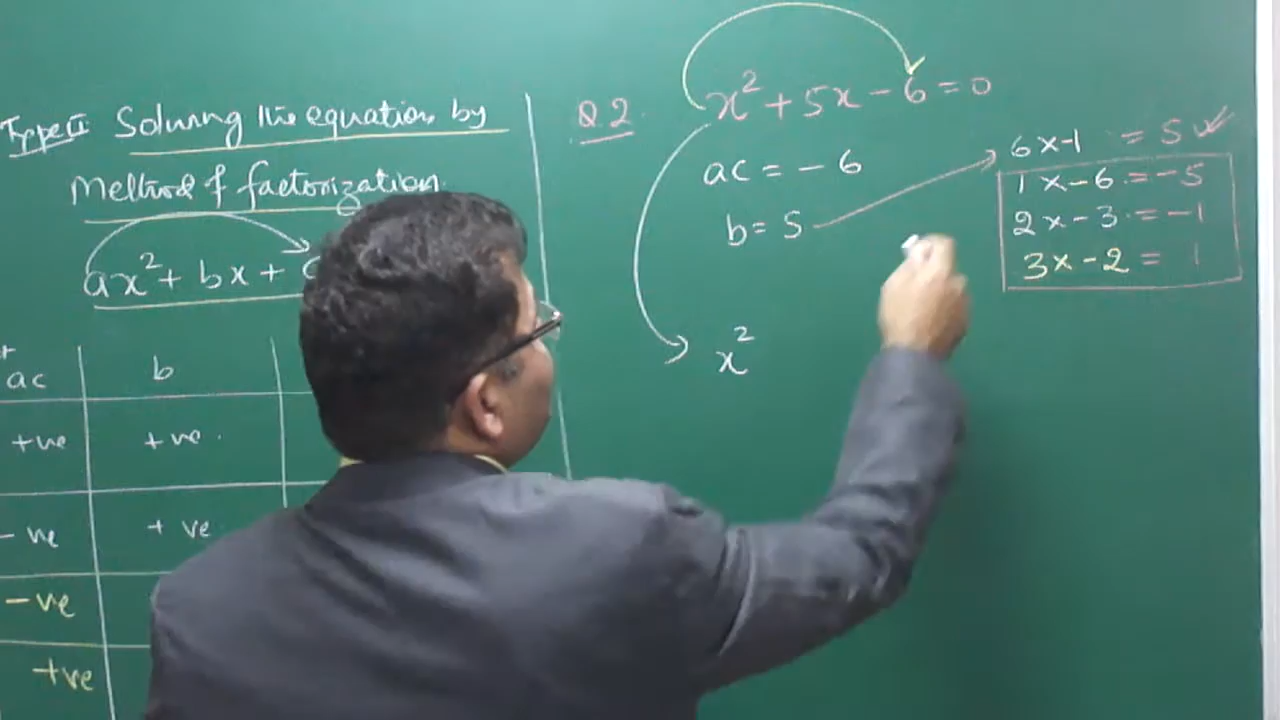 Type II Solving the equation by
Method of factorization
ax² + bx +
ac b
+ve +ve
-ve +ve
-ve
+ve
Q.2 x² + 5x - 6 = 0
ac = -6
b = 5
x²
6 x -1 = 5 ✓
1 x -6 = -5
2 x -3 = -1
3 x -2 = 1